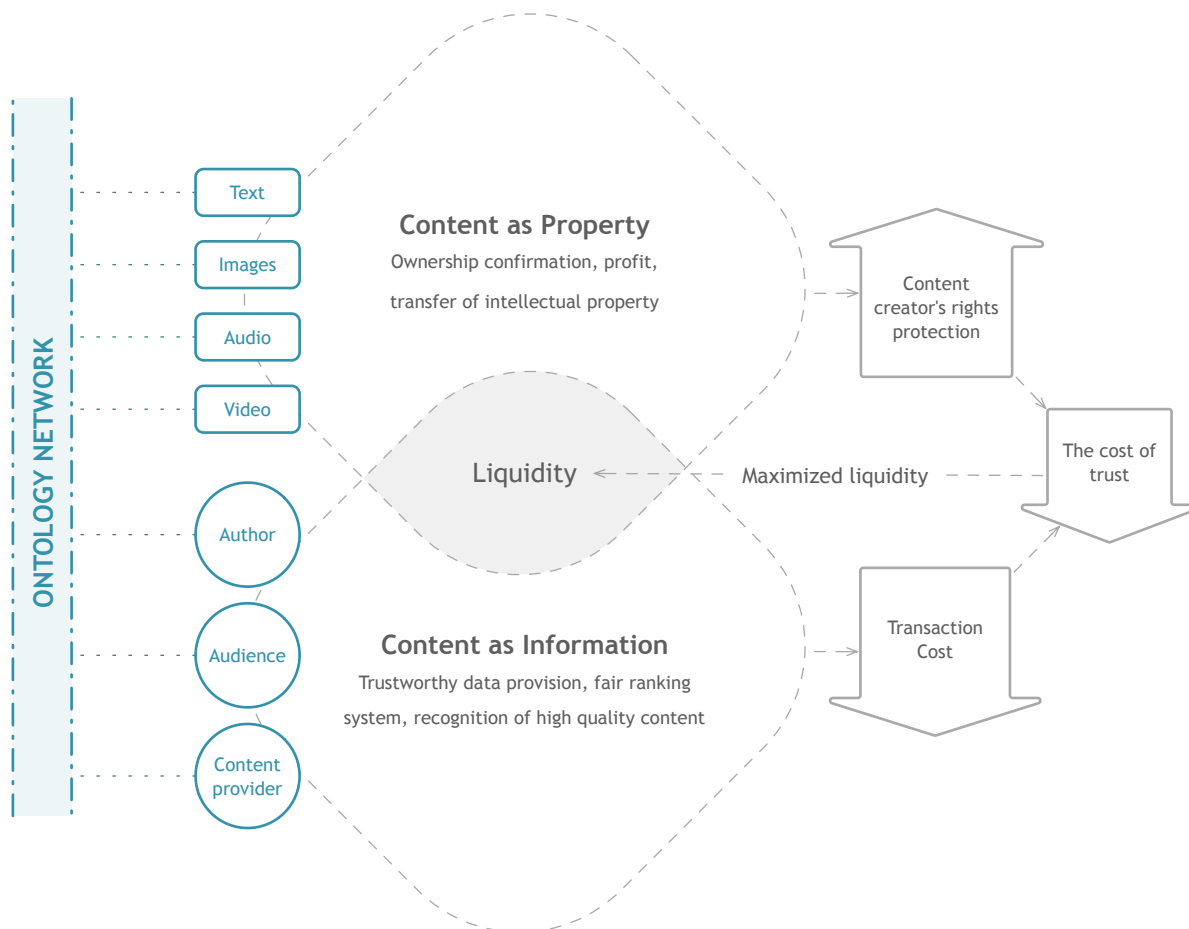 ONTOLOGY NETWORK
Text
Images
Audio
Video
Author
Audience
Content
provider
Content as Property
Ownership confirmation, profit,
transfer of intellectual property
Liquidity
Maximized liquidity
Content as Information
Trustworthy data provision, fair ranking
system, recognition of high quality content
Content
creator's rights
protection
The cost of
trust
Transaction
Cost